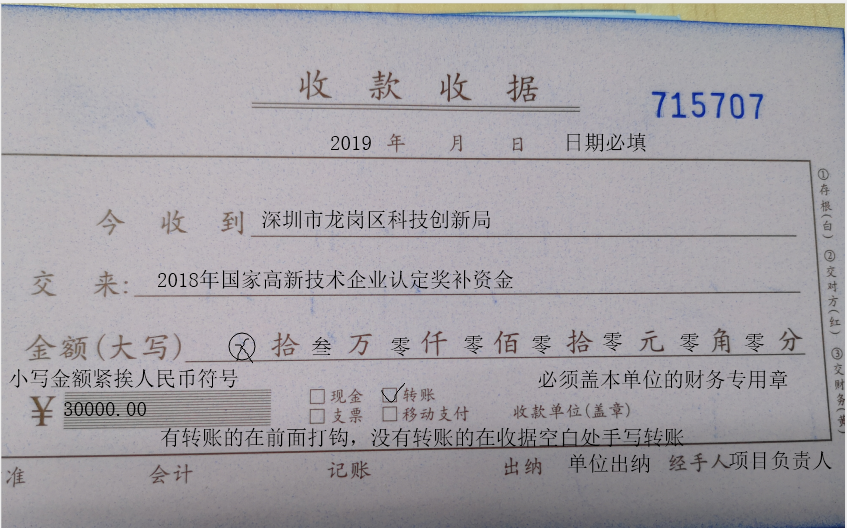 收款收据
715707
2019 年 月 日 日期必填
今收到 深圳市龙岗区科技创新局
交来: 2018年国家高新技术企业认定奖补资金
金额(大写) 拾叁万零仟零佰零拾零元零角零分
小写金额紧挨人民币符号 必须盖本单位的财务专用章
¥ 30000.00 □现金 ☑转账
□支票 □移动支付 收款单位(盖章)
有转账的在前面打钩,没有转账的在收据空白处手写转账
准 会计 记账 出纳 单位出纳 经手人项目负责人
①存根(白) ②交对方(红) ③交财务(黄)